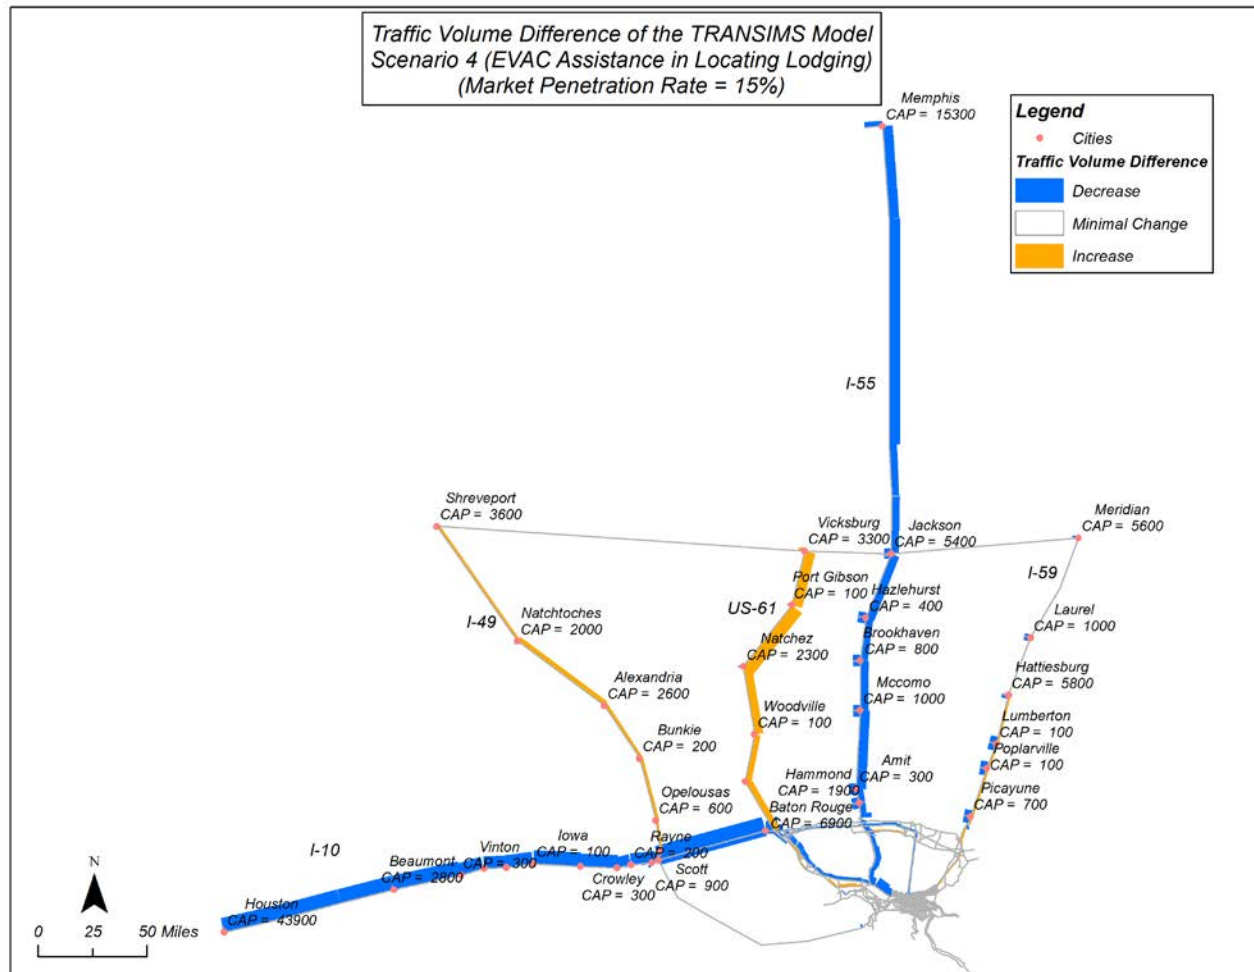 Traffic Volume Difference of the TRANSIMS Model
Scenario 4 (EVAC Assistance in Locating Lodging)
(Market Penetration Rate = 15%)
Memphis
CAP = 15300
Legend
Cities
Traffic Volume Difference
Decrease
Minimal Change
Increase
I-55
Shreveport
CAP = 3600
Vicksburg
CAP = 3300
Jackson
CAP = 5400
Meridian
CAP = 5600
I-59
Port Gibson
CAP = 100
US-61
Hazlehurst
CAP = 400
I-49
Natchtoches
CAP = 2000
Laurel
CAP = 1000
Natchez
CAP = 2300
Brookhaven
CAP = 800
Alexandria
CAP = 2600
Mccomo
CAP = 1000
Hattiesburg
CAP = 5800
Woodville
CAP = 100
Lumberton
CAP = 100
Bunkie
CAP = 200
Poplarville
CAP = 100
Amit
CAP = 300
Hammond
CAP = 1900
Opelousas
CAP = 600
Picayune
CAP = 700
Baton Rouge
CAP = 6900
I-10
Iowa
CAP = 100
Rayne
CAP = 200
Vinton
CAP = 300
Beaumont
CAP = 2800
Scott
CAP = 900
Crowley
CAP = 300
Houston
CAP = 43900
N
0 25 50 Miles